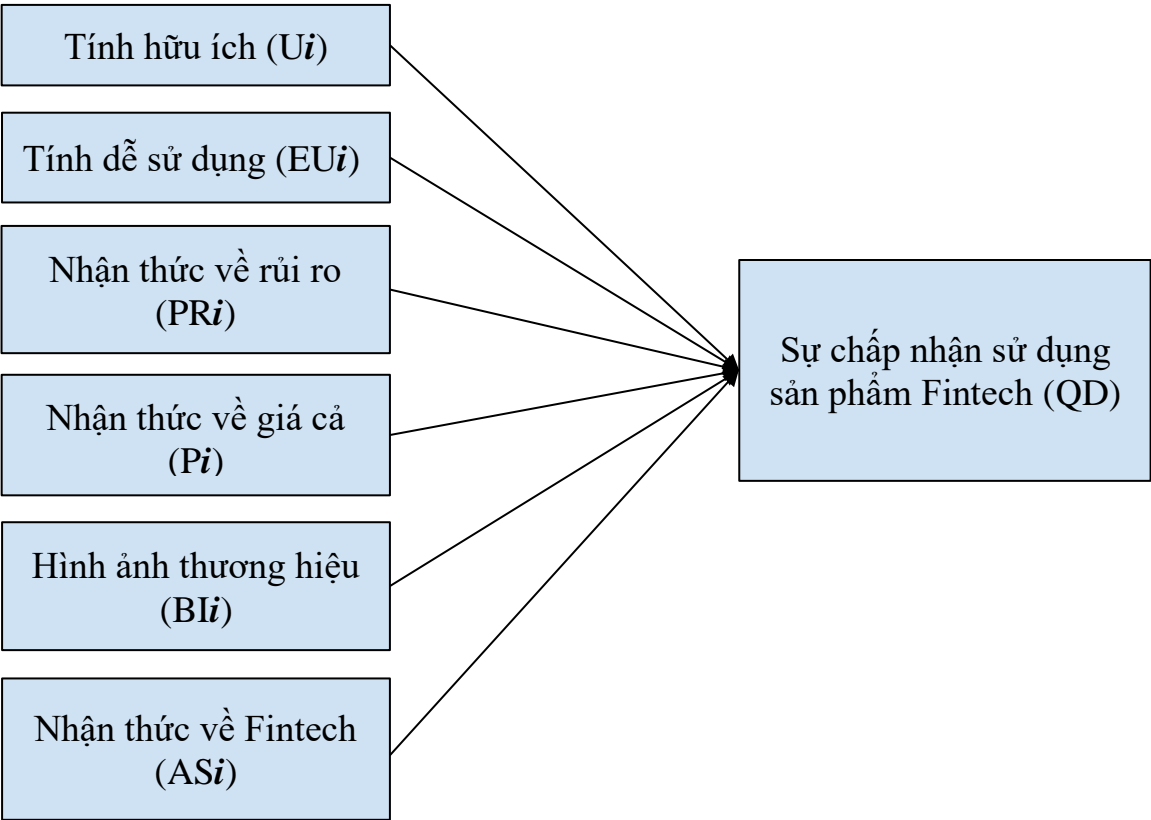 Tính hữu ích (Ui)
Tính dễ sử dụng (EUi)
Nhận thức về rủi ro
(PRi)
Nhận thức về giá cả
(Pi)
Hình ảnh thương hiệu
(BIi)
Nhận thức về Fintech
(ASi)
Sự chấp nhận sử dụng
sản phẩm Fintech (QD)